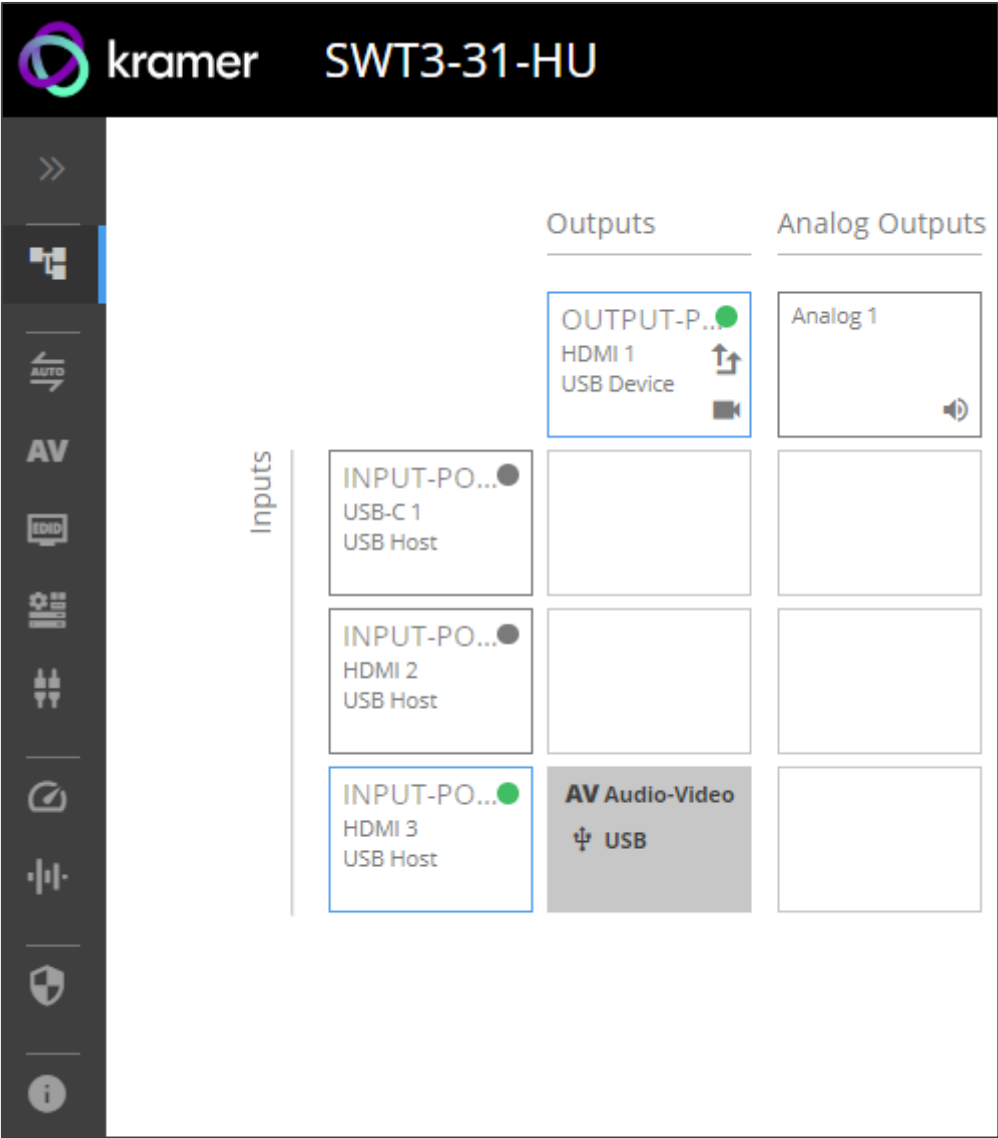 kramer SWT3-31-HU
Outputs Analog Outputs
OUTPUT-P...
HDMI 1
USB Device
Analog 1
Inputs
INPUT-PO...
USB-C 1
USB Host
INPUT-PO...
HDMI 2
USB Host
INPUT-PO...
HDMI 3
USB Host
AV Audio-Video
USB
AUTO
AV
EDID